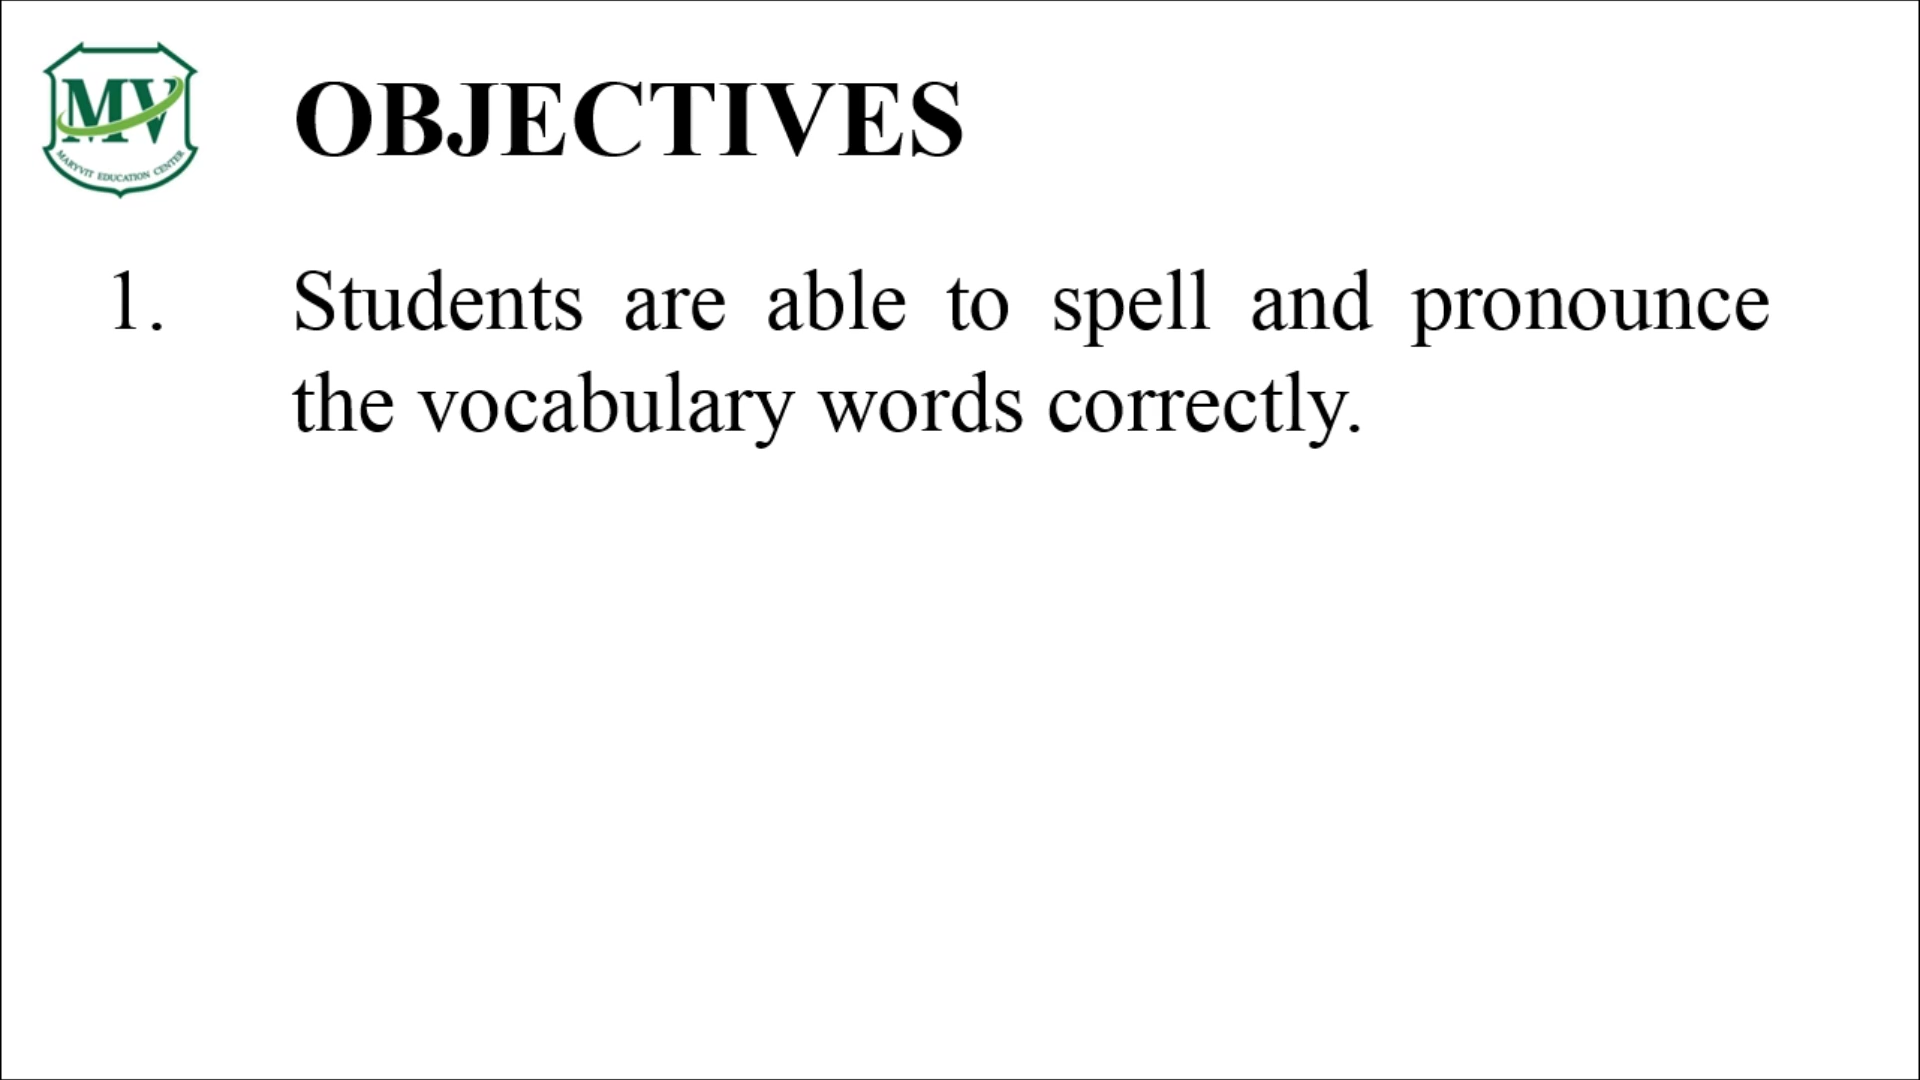 MV
MARYVIT EDUCATION CENTER
OBJECTIVES
1. Students are able to spell and pronounce
the vocabulary words correctly.